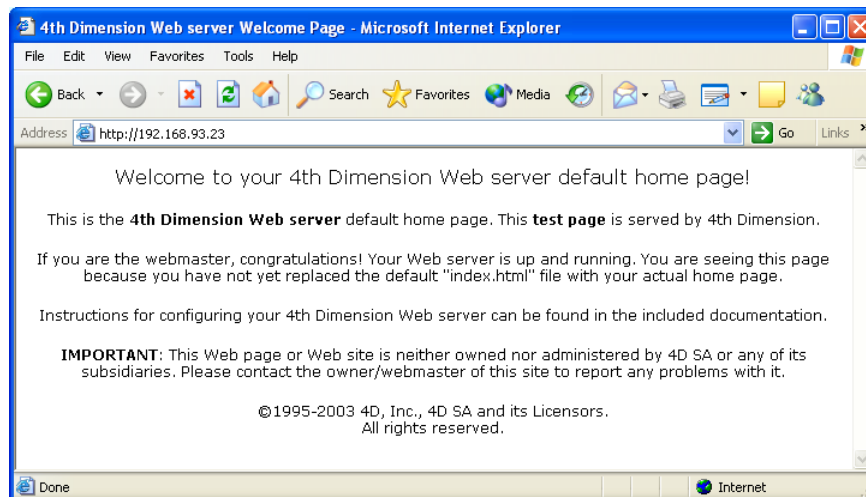 4th Dimension Web server Welcome Page - Microsoft Internet Explorer
File Edit View Favorites Tools Help
Back Search Favorites Media
Address http://192.168.93.23 Go Links »
Welcome to your 4th Dimension Web server default home page!
This is the 4th Dimension Web server default home page. This test page is served by 4th Dimension.
If you are the webmaster, congratulations! Your Web server is up and running. You are seeing this page
because you have not yet replaced the default "index.html" file with your actual home page.
Instructions for configuring your 4th Dimension Web server can be found in the included documentation.
IMPORTANT: This Web page or Web site is neither owned nor administered by 4D SA or any of its
subsidiaries. Please contact the owner/webmaster of this site to report any problems with it.
©1995-2003 4D, Inc., 4D SA and its Licensors.
All rights reserved.
Done Internet